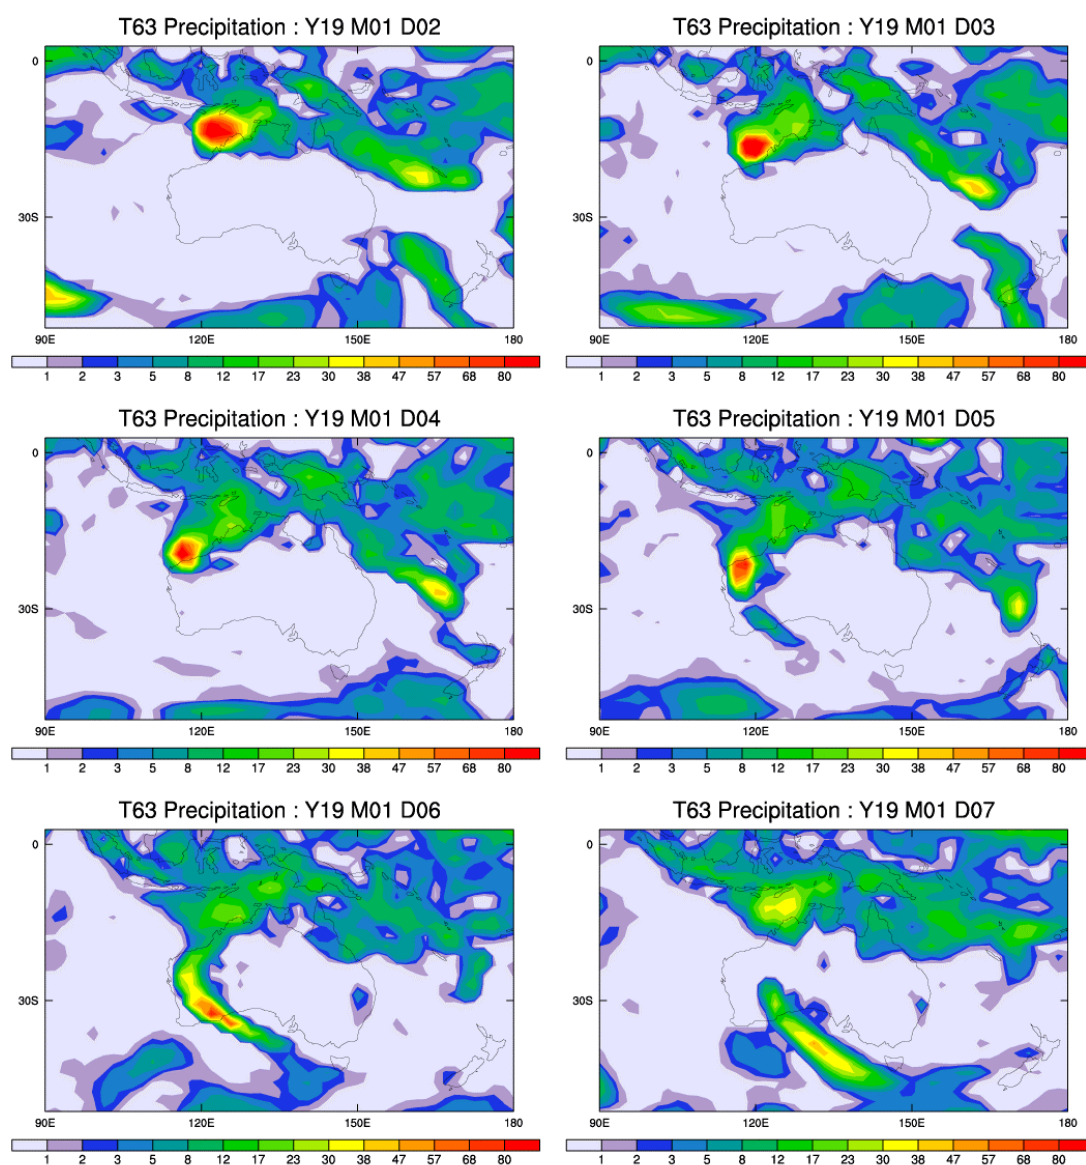 T63 Precipitation : Y19 M01 D02
0
30S
90E 120E 150E 180
1 2 3 5 8 12 17 23 30 38 47 57 68 80
T63 Precipitation : Y19 M01 D03
0
30S
90E 120E 150E 180
1 2 3 5 8 12 17 23 30 38 47 57 68 80
T63 Precipitation : Y19 M01 D04
0
30S
90E 120E 150E 180
1 2 3 5 8 12 17 23 30 38 47 57 68 80
T63 Precipitation : Y19 M01 D05
0
30S
90E 120E 150E 180
1 2 3 5 8 12 17 23 30 38 47 57 68 80
T63 Precipitation : Y19 M01 D06
0
30S
90E 120E 150E 180
1 2 3 5 8 12 17 23 30 38 47 57 68 80
T63 Precipitation : Y19 M01 D07
0
30S
90E 120E 150E 180
1 2 3 5 8 12 17 23 30 38 47 57 68 80